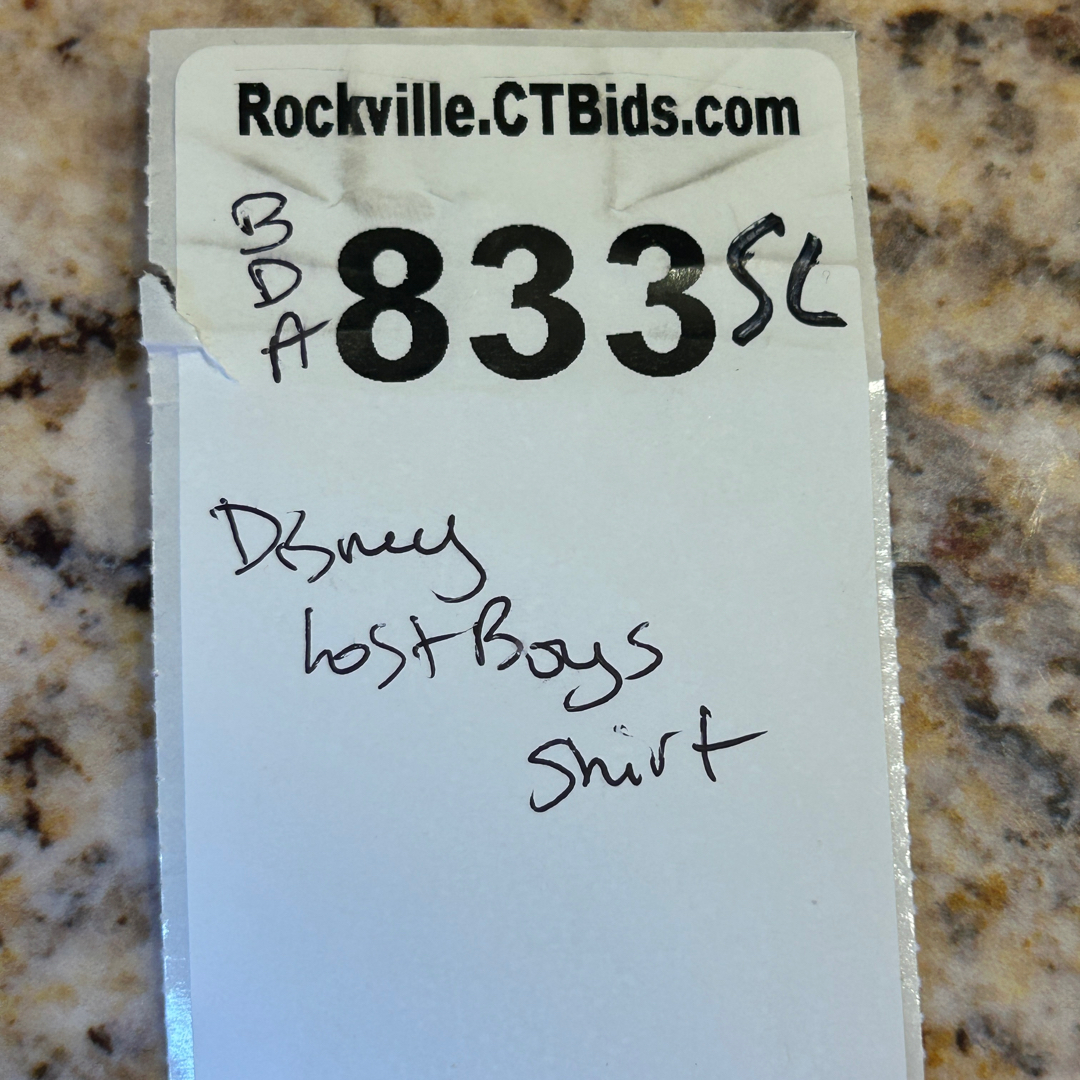 Rockville.CTBids.com
BDA 833 SL
Disney
Lost Boys
Shirt